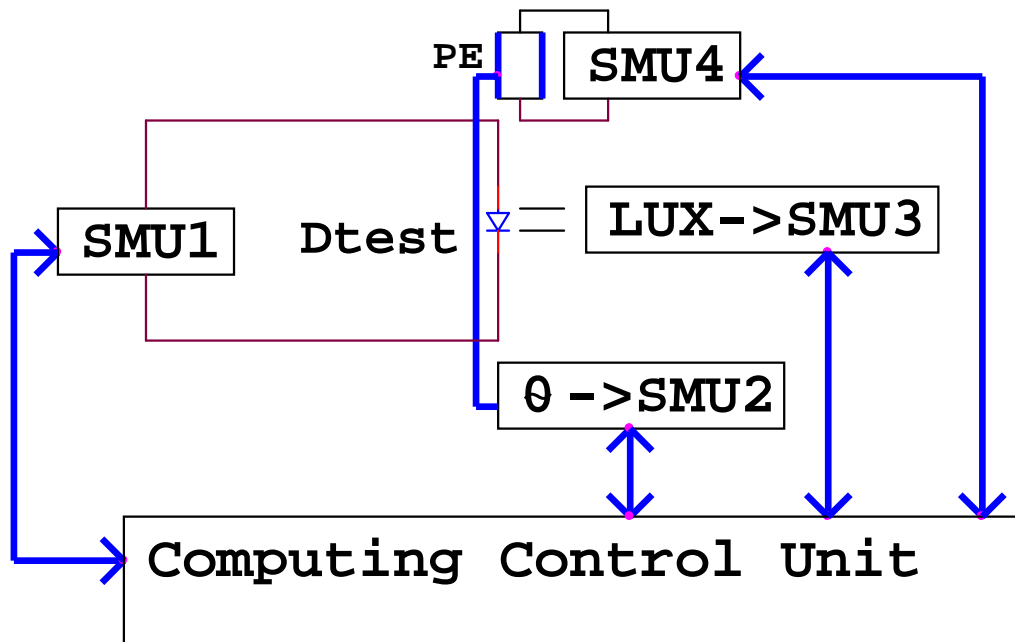 PE
SMU4
LUX->SMU3
SMU1
Dtest
θ ->SMU2
Computing Control Unit